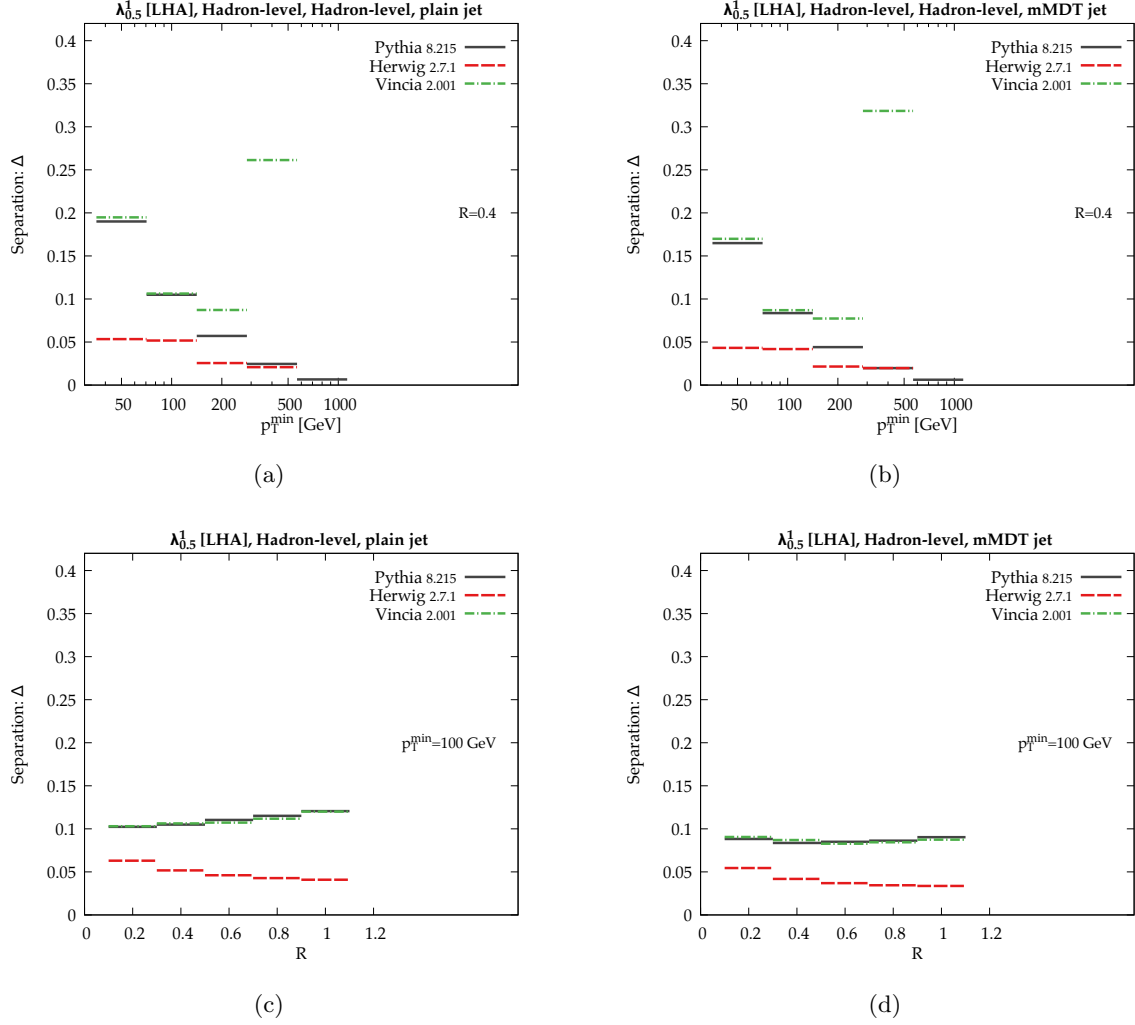 λ¹₀.₅ [LHA], Hadron-level, Hadron-level, plain jet
Pythia 8.215
Herwig 2.7.1
Vincia 2.001
R=0.4
Separation: Δ
0.4
0.35
0.3
0.25
0.2
0.15
0.1
0.05
0
50 100 200 500 1000
p_T^min [GeV]
(a)
λ¹₀.₅ [LHA], Hadron-level, Hadron-level, mMDT jet
Pythia 8.215
Herwig 2.7.1
Vincia 2.001
R=0.4
Separation: Δ
0.4
0.35
0.3
0.25
0.2
0.15
0.1
0.05
0
50 100 200 500 1000
p_T^min [GeV]
(b)
λ¹₀.₅ [LHA], Hadron-level, plain jet
Pythia 8.215
Herwig 2.7.1
Vincia 2.001
p_T^min=100 GeV
Separation: Δ
0.4
0.35
0.3
0.25
0.2
0.15
0.1
0.05
0
0 0.2 0.4 0.6 0.8 1 1.2
R
(c)
λ¹₀.₅ [LHA], Hadron-level, mMDT jet
Pythia 8.215
Herwig 2.7.1
Vincia 2.001
p_T^min=100 GeV
Separation: Δ
0.4
0.35
0.3
0.25
0.2
0.15
0.1
0.05
0
0 0.2 0.4 0.6 0.8 1 1.2
R
(d)